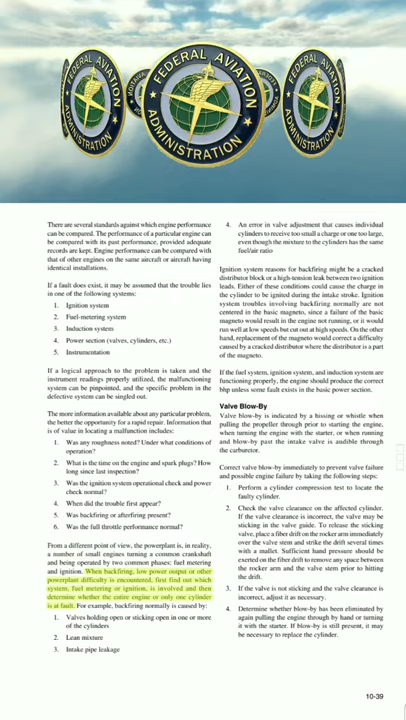 FEDERAL AVIATION
ADMINISTRATION
FEDERAL AVIATION
ADMINISTRATION
FEDERAL AVIATION
ADMINISTRATION
There are several standards against which engine performance
can be compared. The performance of a particular engine can
be compared with its past performance, provided adequate
records are kept. Engine performance can be compared with
that of other engines on the same aircraft or aircraft having
identical installations.
If a fault does exist, it may be assumed that the trouble lies
in one of the following systems:
1. Ignition system
2. Fuel-metering system
3. Induction system
4. Power section (valves, cylinders, etc.)
5. Instrumentation
If a logical approach to the problem is taken and the
instrument readings properly utilized, the malfunctioning
system can be pinpointed, and the specific problem in the
defective system can be singled out.
The more information available about any particular problem,
the better the opportunity for a rapid repair. Information that
is of value in locating a malfunction includes:
1. Was any roughness noted? Under what conditions of
operation?
2. What is the time on the engine and spark plugs? How
long since last inspection?
3. Was the ignition system operational check and power
check normal?
4. When did the trouble first appear?
5. Was backfiring or afterfiring present?
6. Was the full throttle performance normal?
From a different point of view, the powerplant is, in reality,
a number of small engines turning a common crankshaft
and being operated by two common phases: fuel metering
and ignition. When backfiring, low power output or other
powerplant difficulty is encountered, first find out which
system, fuel metering or ignition, is involved and then
determine whether the entire engine or only one cylinder
is at fault. For example, backfiring normally is caused by:
1. Valves holding open or sticking open in one or more
of the cylinders
2. Lean mixture
3. Intake pipe leakage
4. An error in valve adjustment that causes individual
cylinders to receive too small a charge or one too large,
even though the mixture to the cylinders has the same
fuel/air ratio
Ignition system reasons for backfiring might be a cracked
distributor block or a high-tension leak between two ignition
leads. Either of these conditions could cause the charge in
the cylinder to be ignited during the intake stroke. Ignition
system troubles involving backfiring normally are not
centered in the basic magneto, since a failure of the basic
magneto would result in the engine not running, or it would
run well at low speeds but cut out at high speeds. On the other
hand, replacement of the magneto would correct a difficulty
caused by a cracked distributor where the distributor is a part
of the magneto.
If the fuel system, ignition system, and induction system are
functioning properly, the engine should produce the correct
bhp unless some fault exists in the basic power section.
Valve Blow-By
Valve blow-by is indicated by a hissing or whistle when
pulling the propeller through prior to starting the engine,
when turning the engine with the starter, or when running
and blow-by past the intake valve is audible through
the carburetor.
Correct valve blow-by immediately to prevent valve failure
and possible engine failure by taking the following steps:
1. Perform a cylinder compression test to locate the
faulty cylinder.
2. Check the valve clearance on the affected cylinder.
If the valve clearance is incorrect, the valve may be
sticking in the valve guide. To release the sticking
valve, place a fiber drift on the rocker arm immediately
over the valve stem and strike the drift several times
with a mallet. Sufficient hand pressure should be
exerted on the fiber drift to remove any space between
the rocker arm and the valve stem prior to hitting
the drift.
3. If the valve is not sticking and the valve clearance is
incorrect, adjust it as necessary.
4. Determine whether blow-by has been eliminated by
again pulling the engine through by hand or turning
it with the starter. If blow-by is still present, it may
be necessary to replace the cylinder.
10-39